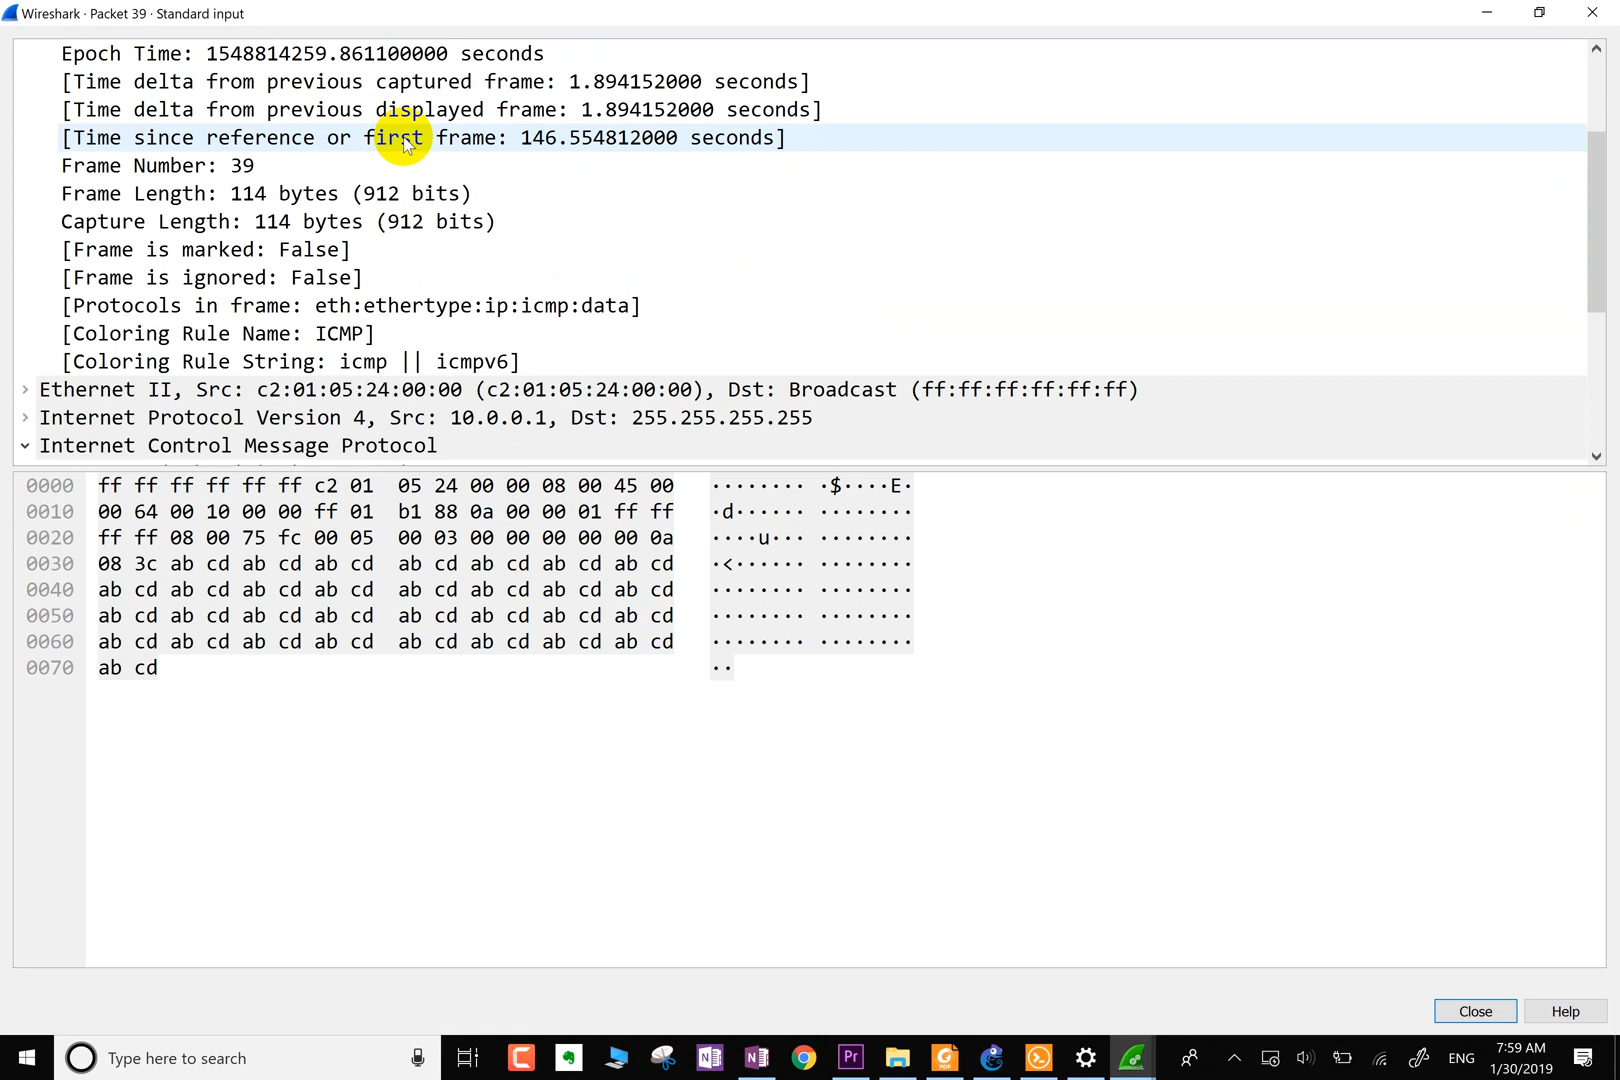 Wireshark · Packet 39 · Standard input
Epoch Time: 1548814259.861100000 seconds
[Time delta from previous captured frame: 1.894152000 seconds]
[Time delta from previous displayed frame: 1.894152000 seconds]
[Time since reference or first frame: 146.554812000 seconds]
Frame Number: 39
Frame Length: 114 bytes (912 bits)
Capture Length: 114 bytes (912 bits)
[Frame is marked: False]
[Frame is ignored: False]
[Protocols in frame: eth:ethertype:ip:icmp:data]
[Coloring Rule Name: ICMP]
[Coloring Rule String: icmp || icmpv6]
Ethernet II, Src: c2:01:05:24:00:00 (c2:01:05:24:00:00), Dst: Broadcast (ff:ff:ff:ff:ff:ff)
Internet Protocol Version 4, Src: 10.0.0.1, Dst: 255.255.255.255
Internet Control Message Protocol
0000 ff ff ff ff ff ff c2 01 05 24 00 00 08 00 45 00 ········ ·$····E·
0010 00 64 00 10 00 00 ff 01 b1 88 0a 00 00 01 ff ff ·d······ ········
0020 ff ff 08 00 75 fc 00 05 00 03 00 00 00 00 00 0a ····u··· ········
0030 08 3c ab cd ab cd ab cd ab cd ab cd ab cd ab cd ·<······ ········
0040 ab cd ab cd ab cd ab cd ab cd ab cd ab cd ab cd ········ ········
0050 ab cd ab cd ab cd ab cd ab cd ab cd ab cd ab cd ········ ········
0060 ab cd ab cd ab cd ab cd ab cd ab cd ab cd ab cd ········ ········
0070 ab cd ··
Close Help
Type here to search
Pr
PDF
ENG
7:59 AM
1/30/2019